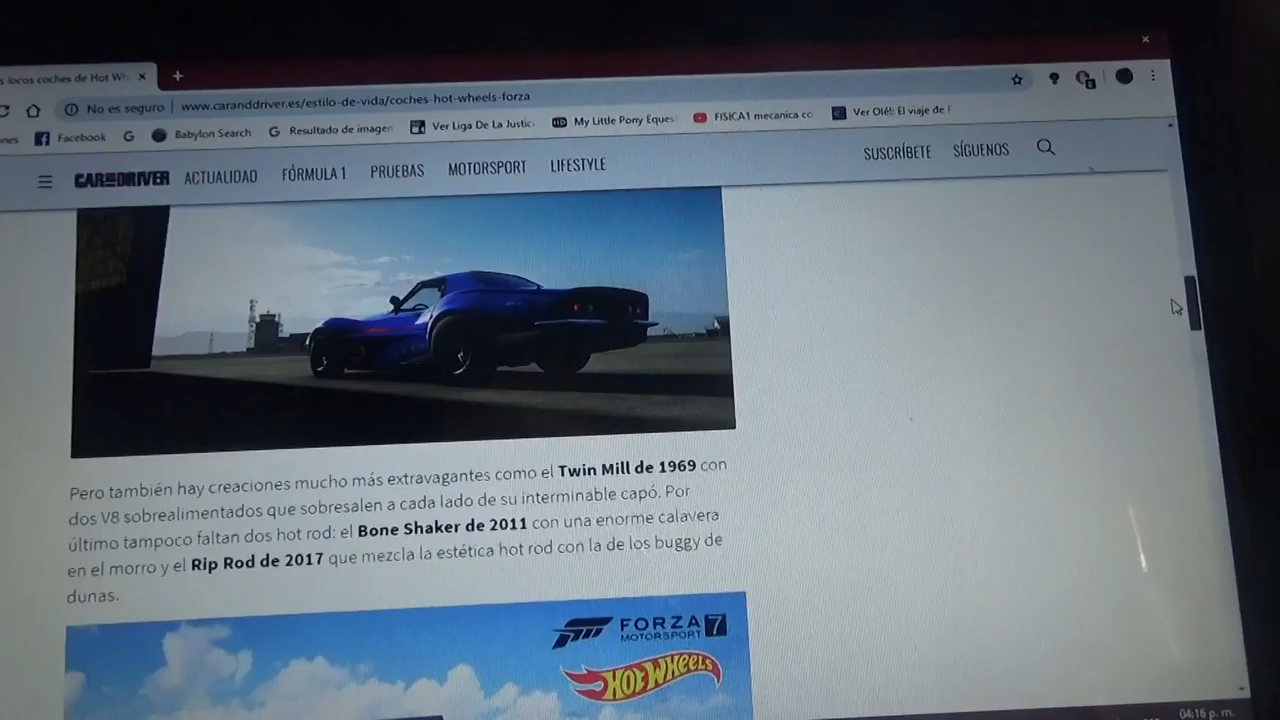 s locos coches de Hot Wh
No es seguro www.caranddriver.es/estilo-de-vida/coches-hot-wheels-forza
Facebook G Babylon Search G Resultado de imagen Ver Liga De La Justic HD My Little Pony Eques FISICA1 mecanica cc Ver Olé!: El viaje de F
CAR AND DRIVER ACTUALIDAD FÓRMULA 1 PRUEBAS MOTORSPORT LIFESTYLE SUSCRÍBETE SÍGUENOS
Pero también hay creaciones mucho más extravagantes como el Twin Mill de 1969 con
dos V8 sobrealimentados que sobresalen a cada lado de su interminable capó. Por
último tampoco faltan dos hot rod: el Bone Shaker de 2011 con una enorme calavera
en el morro y el Rip Rod de 2017 que mezcla la estética hot rod con la de los buggy de
dunas.
FORZA 7
MOTORSPORT
HOT WHEELS
04:16 p. m.